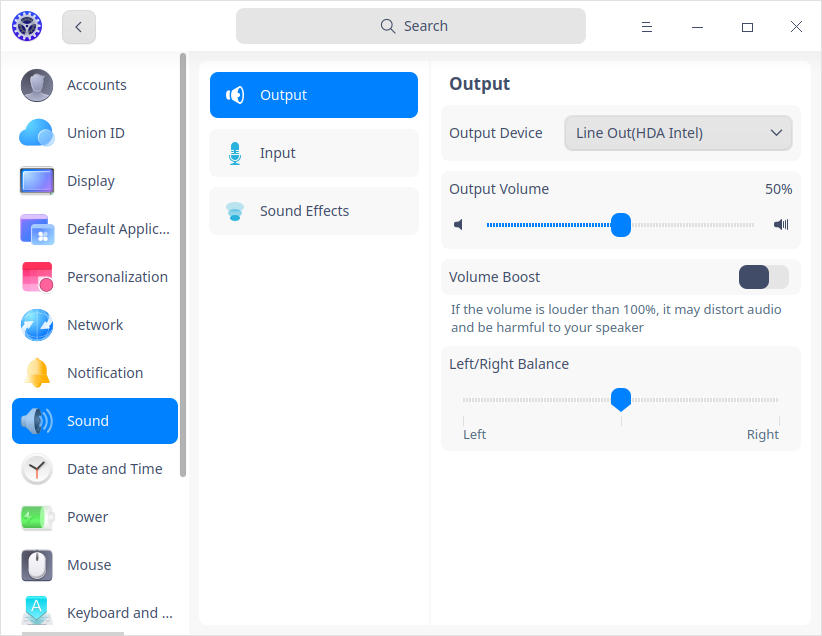 Search
Accounts
Union ID
Display
Default Applic...
Personalization
Network
Notification
Sound
Date and Time
Power
Mouse
Keyboard and ...
Output
Input
Sound Effects
Output
Output Device
Line Out(HDA Intel)
Output Volume
50%
Volume Boost
If the volume is louder than 100%, it may distort audio
and be harmful to your speaker
Left/Right Balance
Left
Right